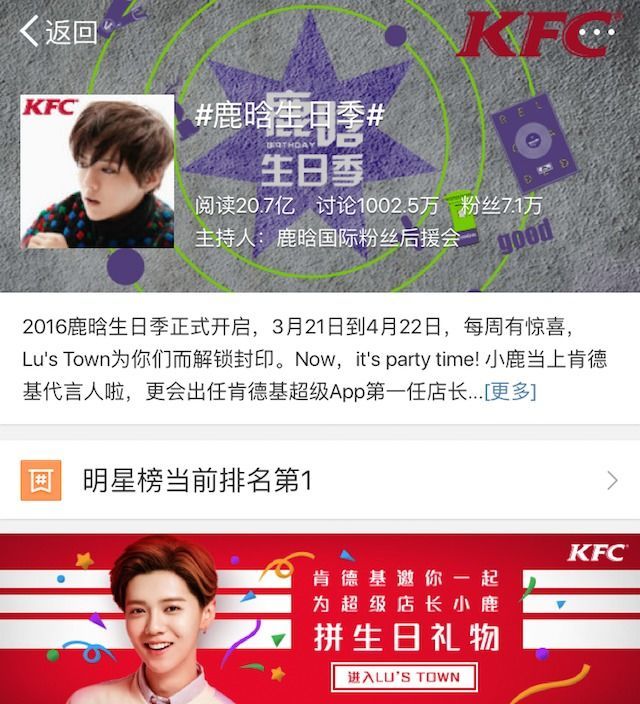 返回
KFC
KFC
#鹿晗生日季#
鹿晗
BIRTHDAY
生日季
阅读20.7亿 讨论1002.5万 粉丝7.1万
主持人：鹿晗国际粉丝后援会
good
2016鹿晗生日季正式开启，3月21日到4月22日，每周有惊喜，
Lu's Town为你们而解锁封印。Now，it's party time! 小鹿当上肯德
基代言人啦，更会出任肯德基超级App第一任店长...[更多]
明星榜当前排名第1
KFC
肯德基邀你一起
为超级店长小鹿
拼生日礼物
进入LU'S TOWN